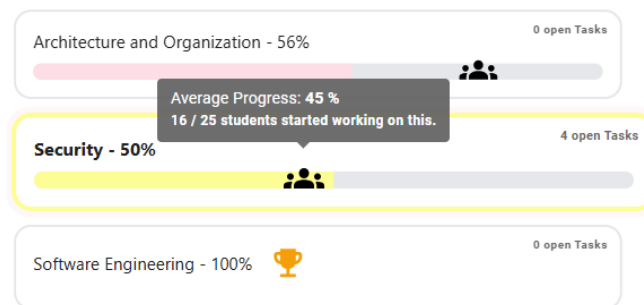 0 open Tasks
Architecture and Organization - 56%
Average Progress: 45 %
16 / 25 students started working on this.
4 open Tasks
Security - 50%
0 open Tasks
Software Engineering - 100%